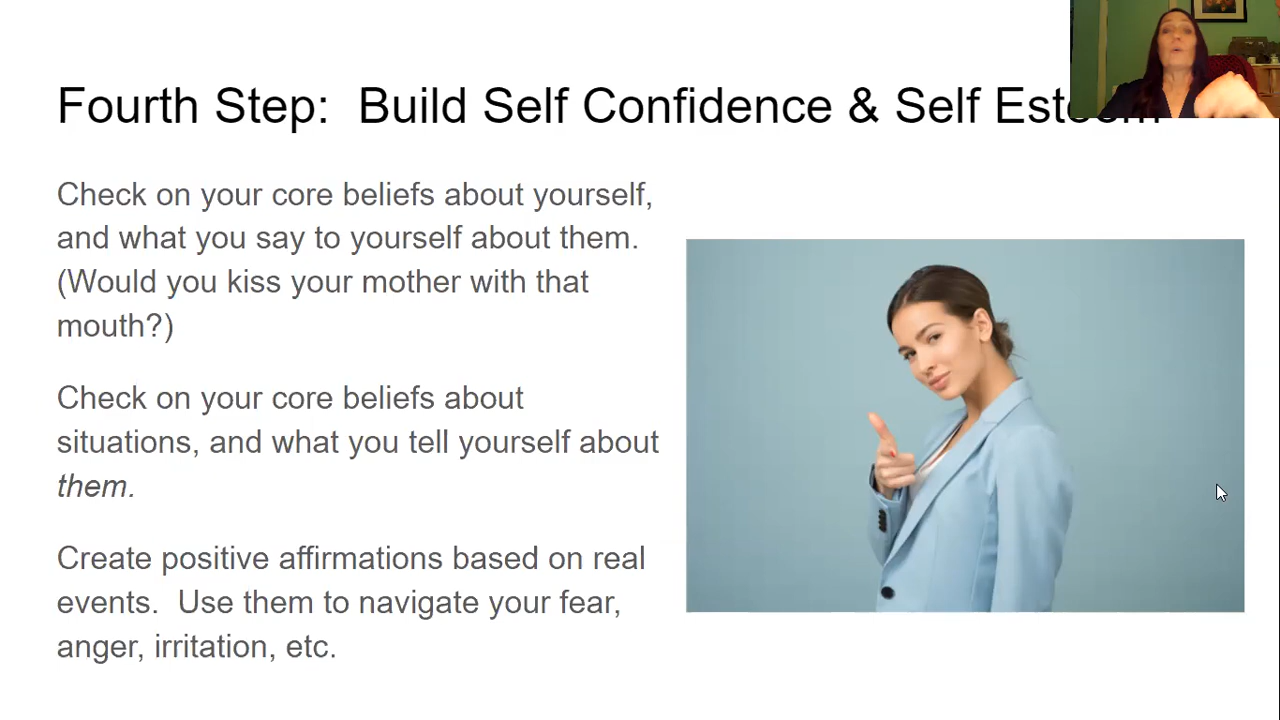 Fourth Step: Build Self Confidence & Self Esteem
Check on your core beliefs about yourself,
and what you say to yourself about them.
(Would you kiss your mother with that
mouth?)
Check on your core beliefs about
situations, and what you tell yourself about
them.
Create positive affirmations based on real
events. Use them to navigate your fear,
anger, irritation, etc.